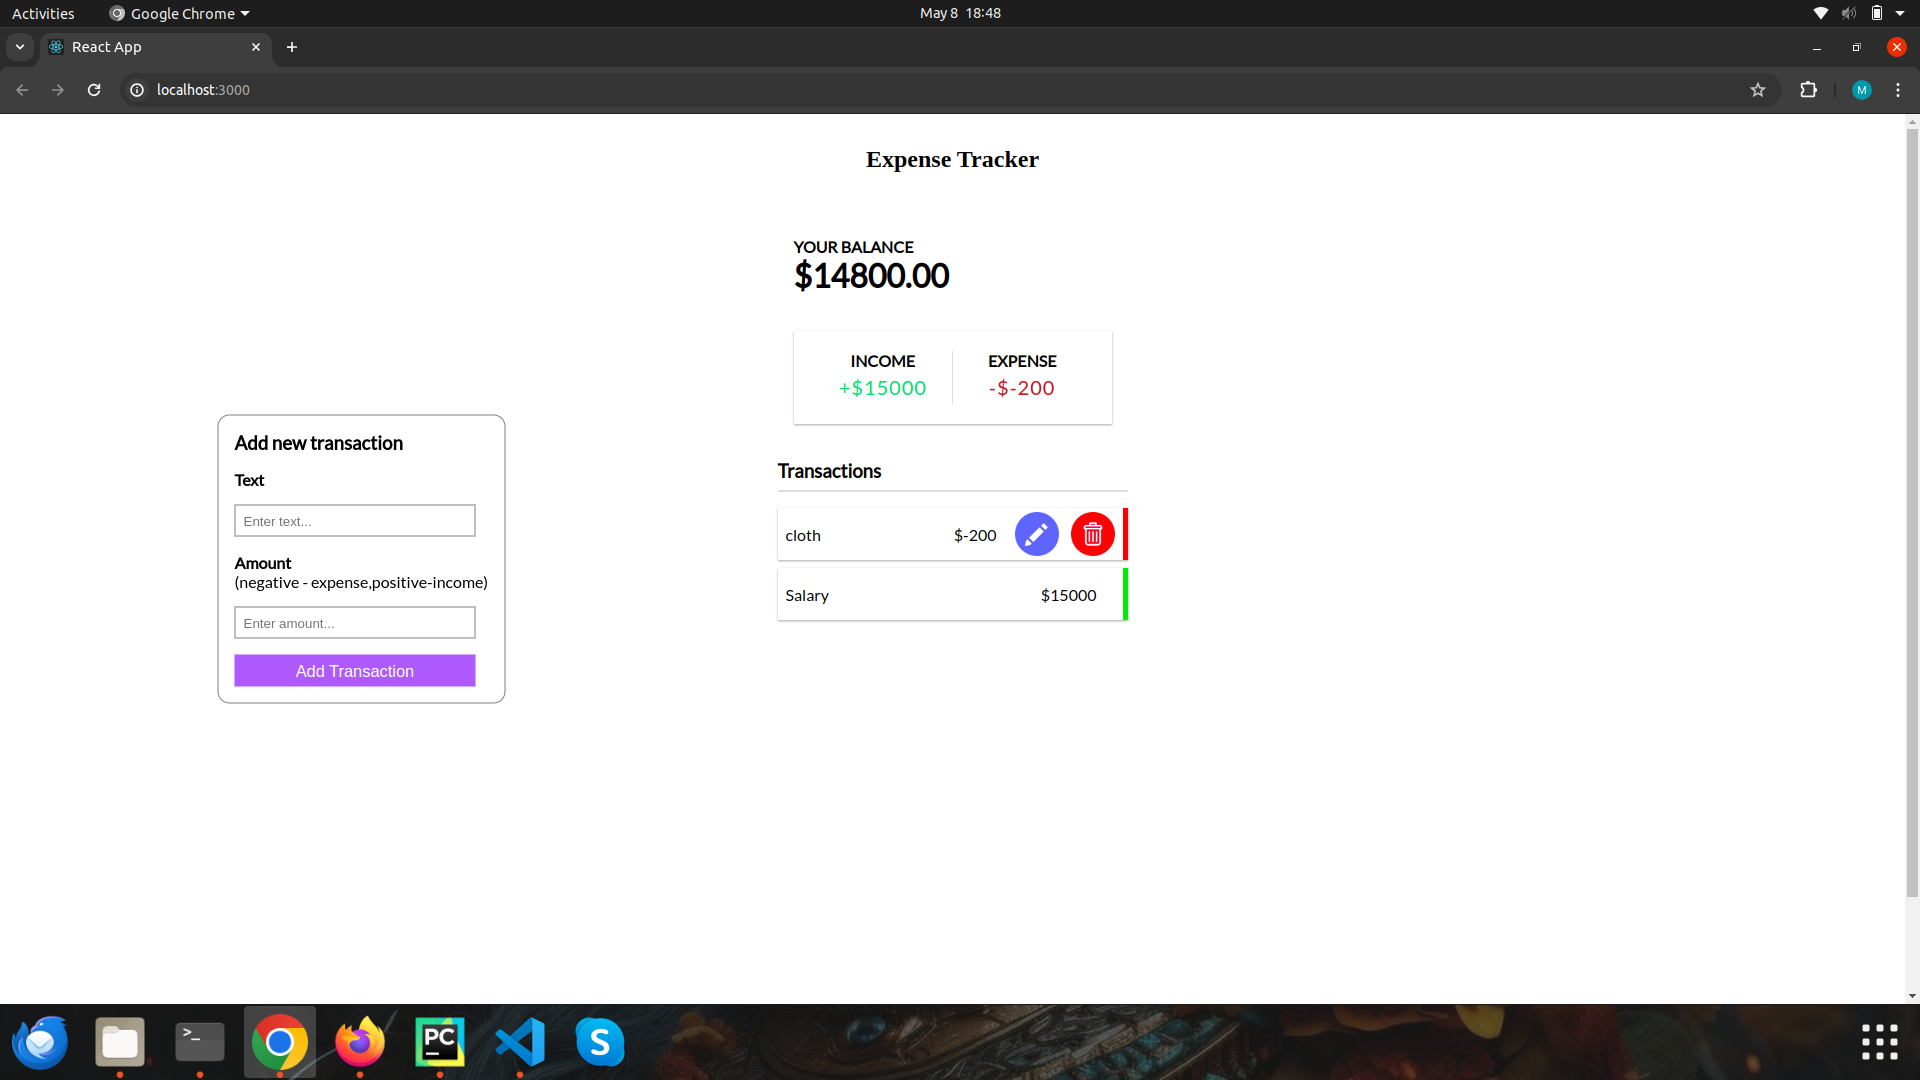 Activities
Google Chrome
May 8 18:48
React App
localhost:3000
M
Expense Tracker
YOUR BALANCE
$14800.00
INCOME
EXPENSE
+$15000
-$-200
Add new transaction
Text
Enter text...
Amount
(negative - expense,positive-income)
Enter amount...
Add Transaction
Transactions
cloth $-200
Salary $15000
>_
PC
S